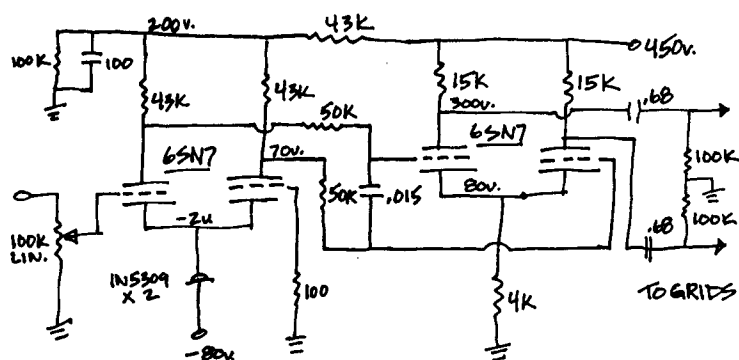 200v.
43K
450v.
100K
100
43K
43K
15K
15K
50K
300v.
.68
6SN7
70v.
6SN7
50K
.015
80v.
100K
100K
100K
LIN.
-2v
.68
1N5309
X 2
100
4K
TO GRIDS
-80v